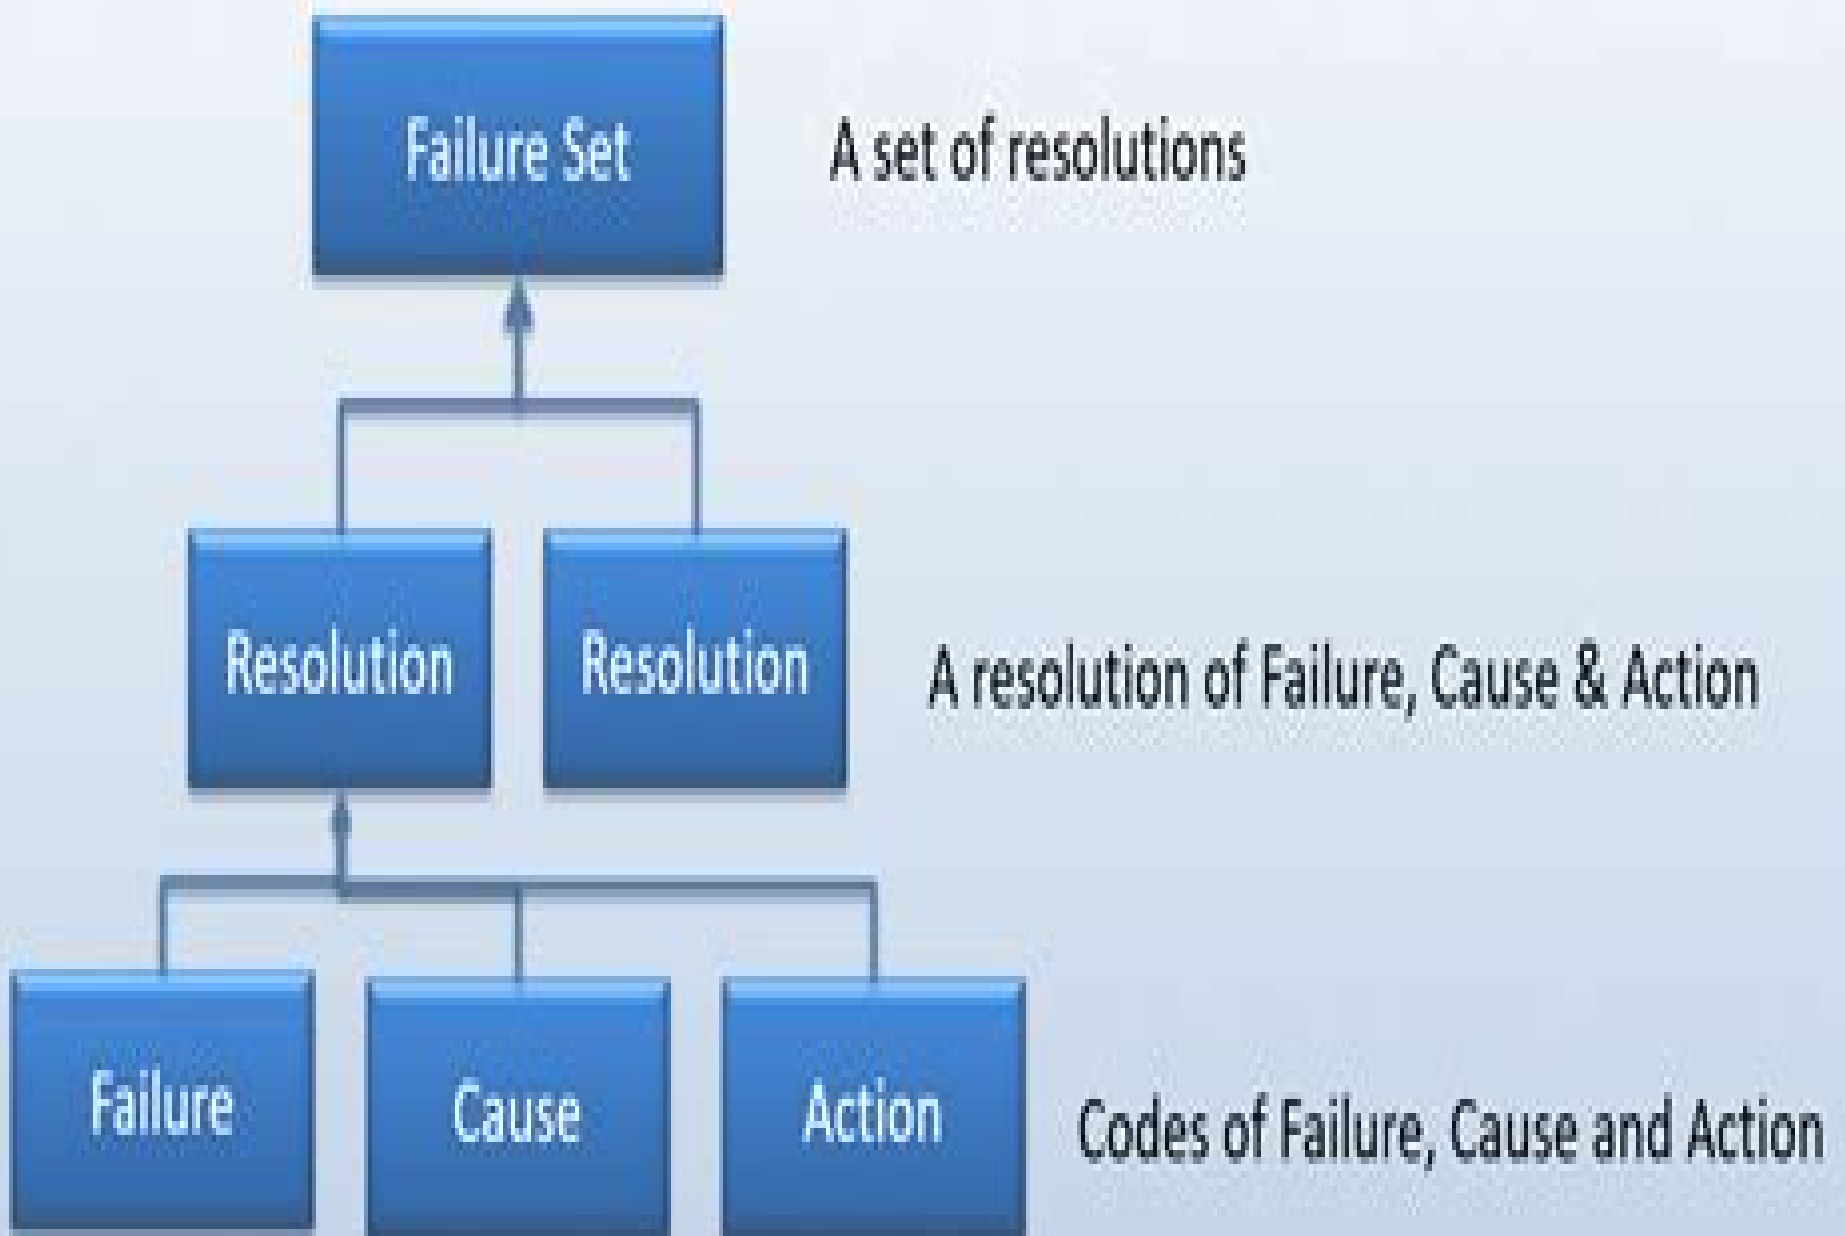 Failure Set
A set of resolutions
Resolution
Resolution
A resolution of Failure, Cause & Action
Failure
Cause
Action
Codes of Failure, Cause and Action